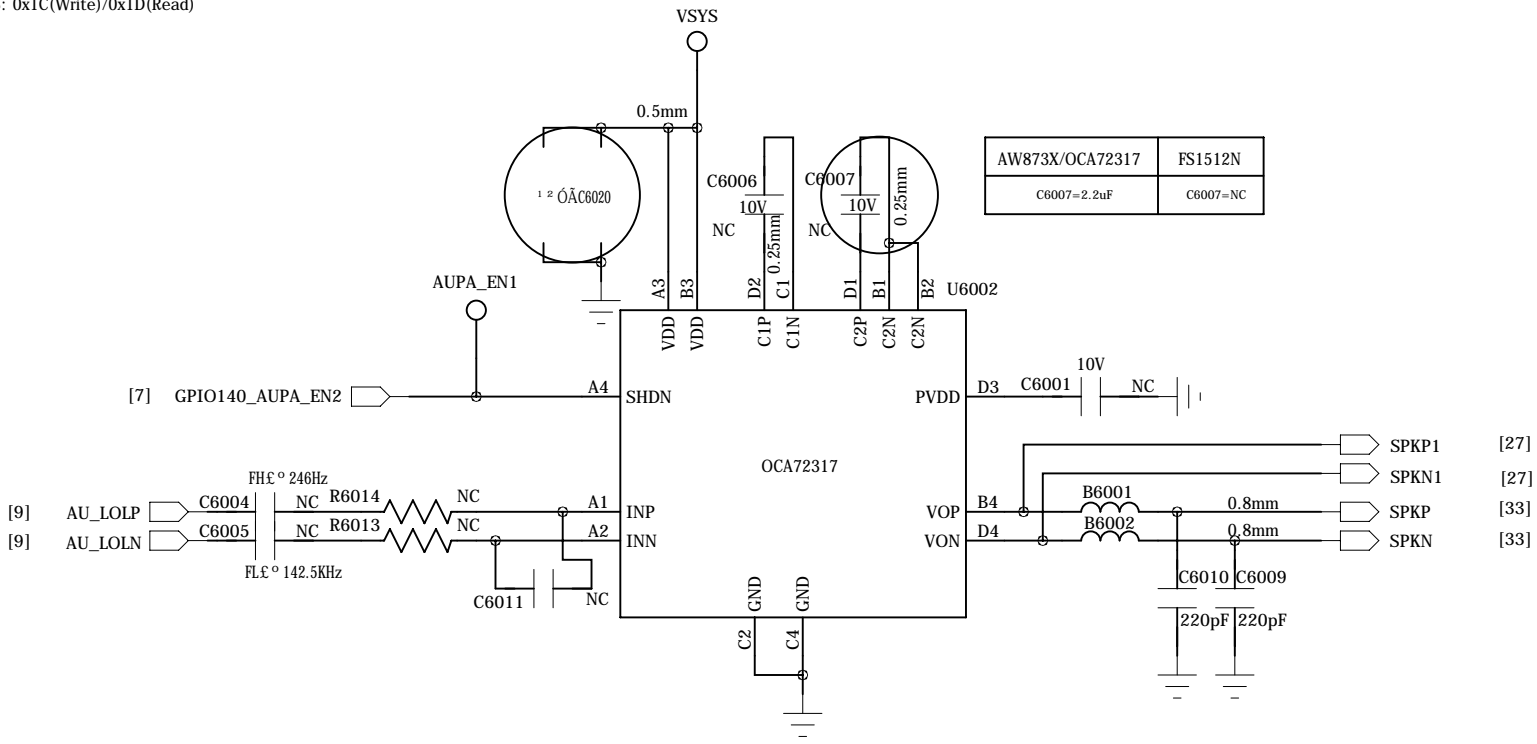 : 0x1C(Write)/0x1D(Read)
VSYS
0.5mm
¹ ² ÓÃC6020
C6006
10V
NC
0.25mm
C6007
10V
NC
0.25mm
AW873X/OCA72317 FS1512N
C6007=2.2uF C6007=NC
AUPA_EN1
A3
B3
D2
C1
D1
B1
B2
U6002
VDD
VDD
C1P
C1N
C2P
C2N
C2N
[7] GPIO140_AUPA_EN2
A4
SHDN
PVDD
D3
C6001
10V
NC
OCA72317
SPKP1 [27]
SPKN1 [27]
FH£º 246Hz
[9] AU_LOLP C6004 NC R6014 NC A1 INP
[9] AU_LOLN C6005 NC R6013 NC A2 INN
FL£º 142.5KHz
C6011
NC
VOP B4 B6001 0.8mm SPKP [33]
VON D4 B6002 0.8mm SPKN [33]
C6010 C6009
220pF 220pF
GND
GND
C2
C4